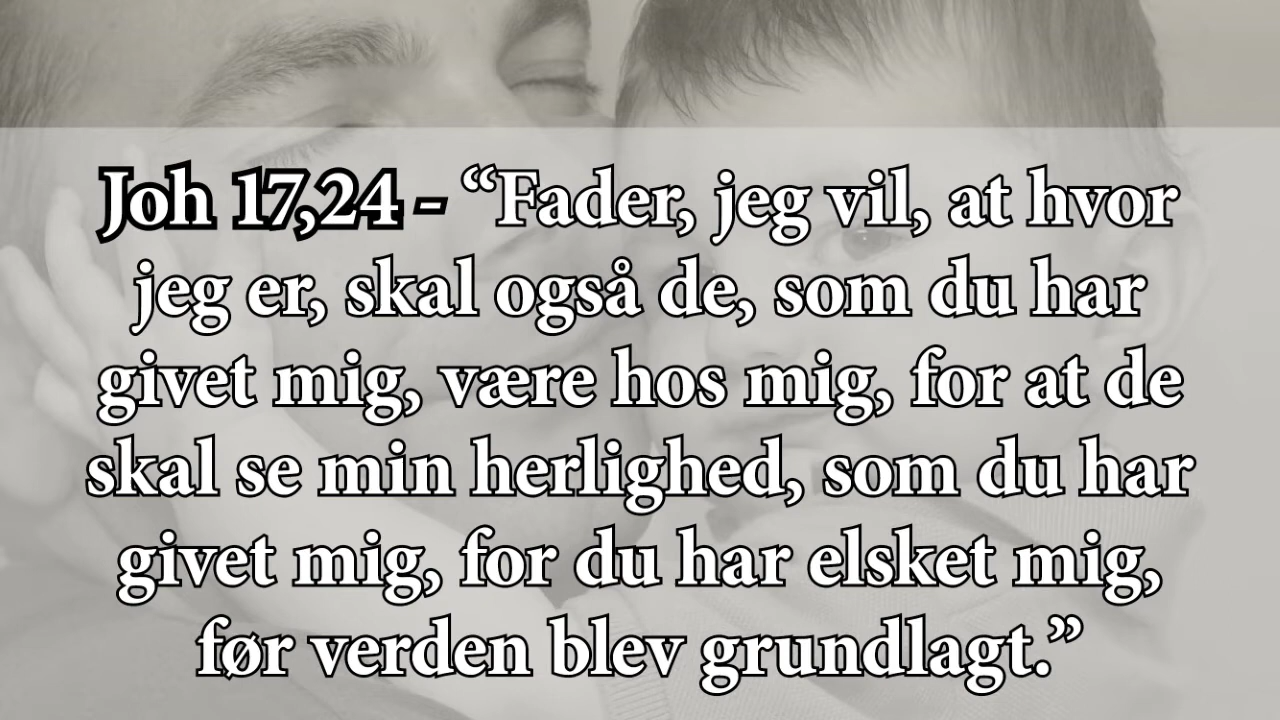 Joh 17,24 - “Fader, jeg vil, at hvor
jeg er, skal også de, som du har
givet mig, være hos mig, for at de
skal se min herlighed, som du har
givet mig, for du har elsket mig,
før verden blev grundlagt.”